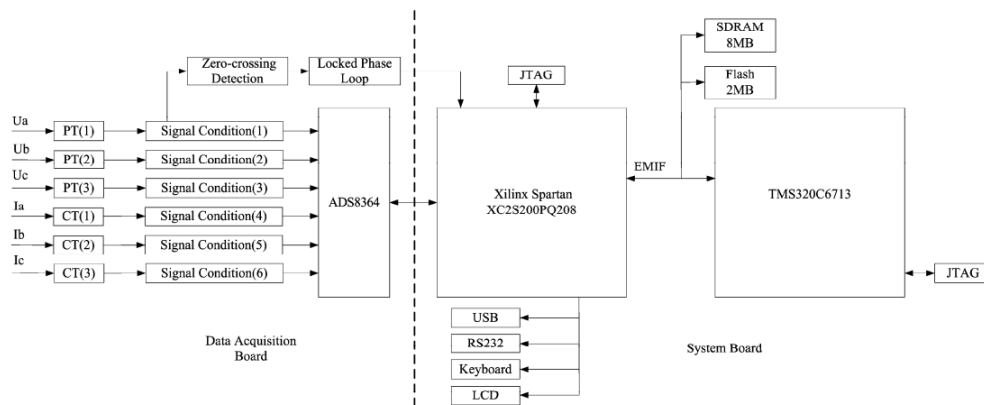 SDRAM
8MB
Zero-crossing
Detection
Locked Phase
Loop
JTAG
Flash
2MB
Ua
PT(1)
Signal Condition(1)
Ub
PT(2)
Signal Condition(2)
Uc
PT(3)
Signal Condition(3)
Ia
CT(1)
Signal Condition(4)
Ib
CT(2)
Signal Condition(5)
Ic
CT(3)
Signal Condition(6)
ADS8364
Xilinx Spartan
XC2S200PQ208
EMIF
TMS320C6713
JTAG
USB
RS232
Keyboard
LCD
Data Acquisition
Board
System Board